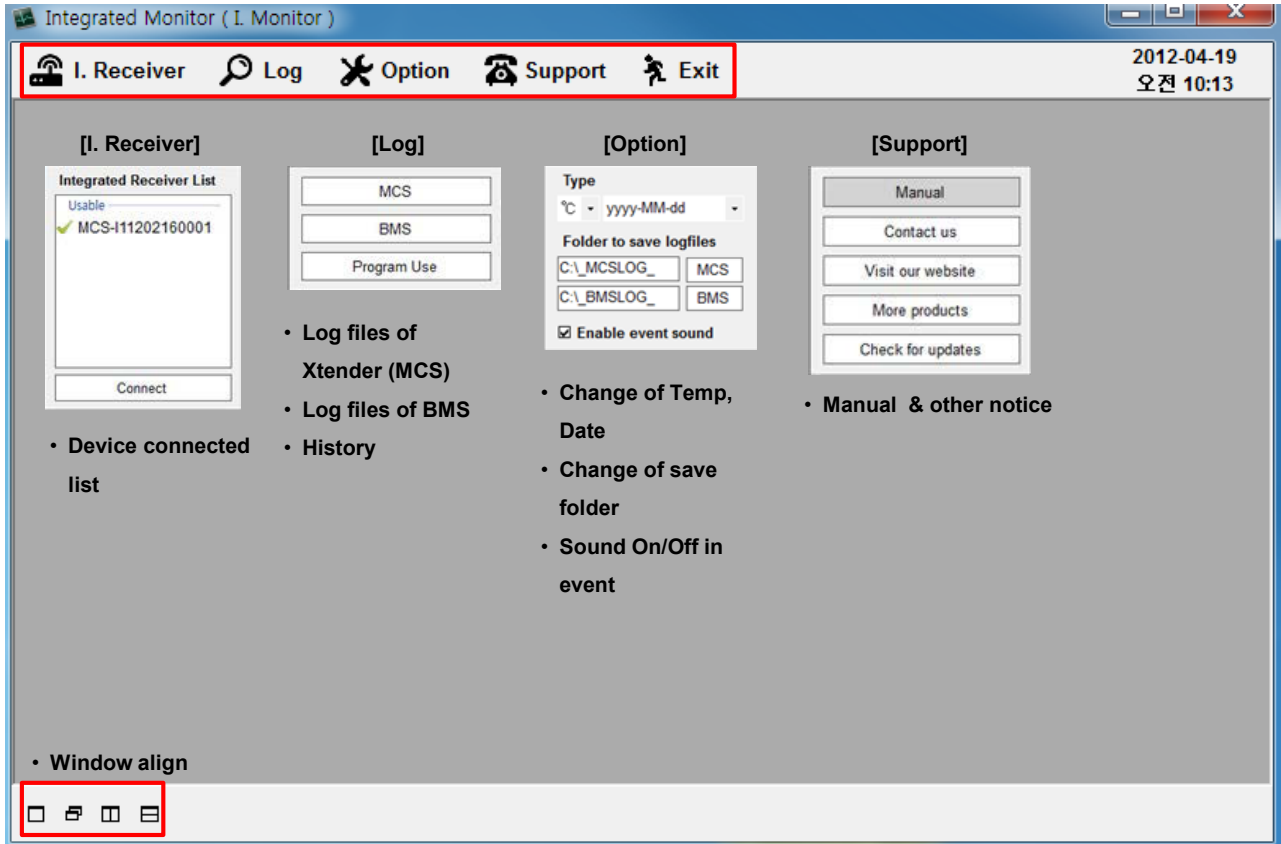 Integrated Monitor ( I. Monitor )
I. Receiver Log Option Support Exit
2012-04-19
오전 10:13
[I. Receiver]
Integrated Receiver List
Usable
MCS-I11202160001
Connect
• Device connected
list
[Log]
MCS
BMS
Program Use
• Log files of
Xtender (MCS)
• Log files of BMS
• History
[Option]
Type
℃ yyyy-MM-dd
Folder to save logfiles
C:\_MCSLOG_ MCS
C:\_BMSLOG_ BMS
Enable event sound
• Change of Temp,
Date
• Change of save
folder
• Sound On/Off in
event
[Support]
Manual
Contact us
Visit our website
More products
Check for updates
• Manual & other notice
• Window align